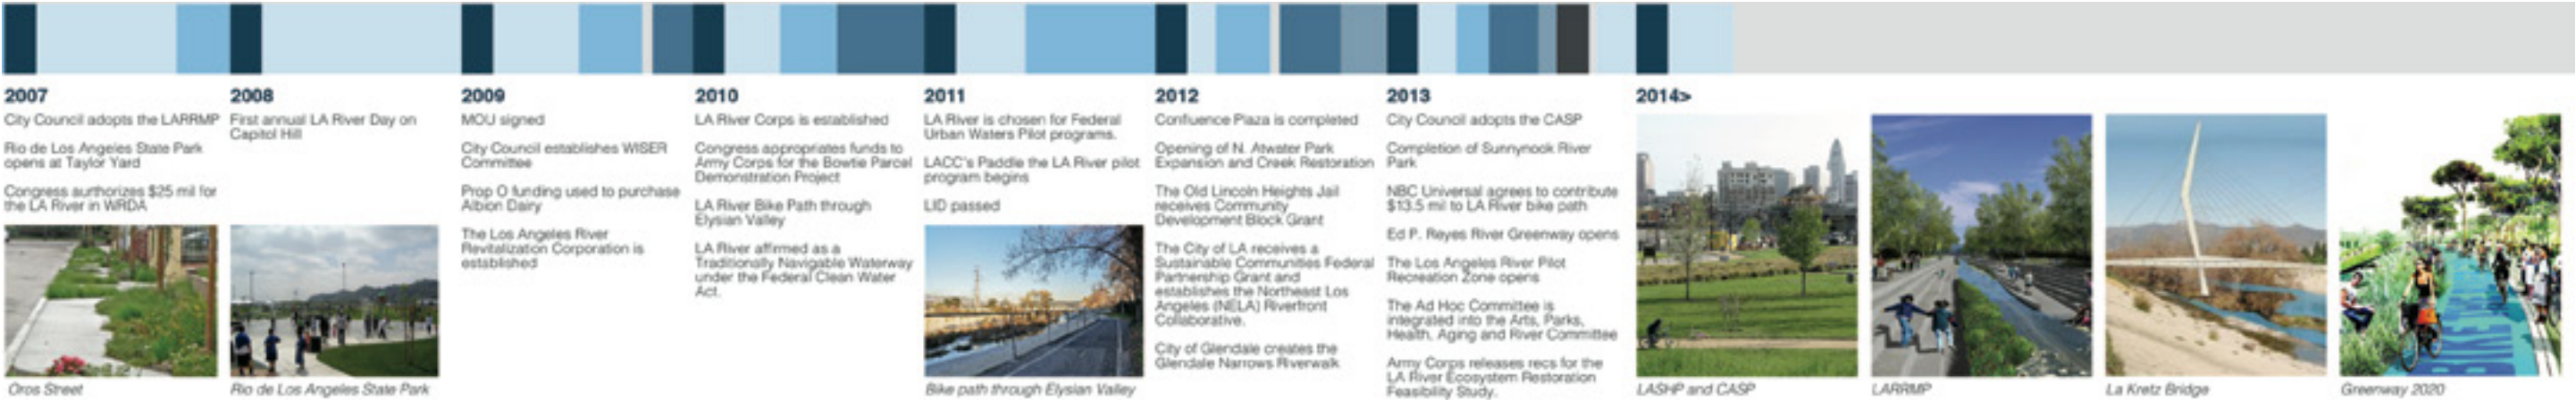 2007
City Council adopts the LARRMP
Rio de Los Angeles State Park
opens at Taylor Yard
Congress aurthorizes $25 mil for
the LA River in WRDA
Oros Street
2008
First annual LA River Day on
Capitol Hill
Rio de Los Angeles State Park
2009
MOU signed
City Council establishes WISER
Committee
Prop O funding used to purchase
Albion Dairy
The Los Angeles River
Revitalization Corporation is
established
2010
LA River Corps is established
Congress appropriates funds to
Army Corps for the Bowtie Parcel
Demonstration Project
LA River Bike Path through
Elysian Valley
LA River affirmed as a
Traditionally Navigable Waterway
under the Federal Clean Water
Act.
2011
LA River is chosen for Federal
Urban Waters Pilot programs.
LACC's Paddle the LA River pilot
program begins
LID passed
Bike path through Elysian Valley
2012
Confluence Plaza is completed
Opening of N. Atwater Park
Expansion and Creek Restoration
The Old Lincoln Heights Jail
receives Community
Development Block Grant
The City of LA receives a
Sustainable Communities Federal
Partnership Grant and
establishes the Northeast Los
Angeles (NELA) Riverfront
Collaborative.
City of Glendale creates the
Glendale Narrows Riverwalk
2013
City Council adopts the CASP
Completion of Sunnynook River
Park
NBC Universal agrees to contribute
$13.5 mil to LA River bike path
Ed P. Reyes River Greenway opens
The Los Angeles River Pilot
Recreation Zone opens
The Ad Hoc Committee is
integrated into the Arts, Parks,
Health, Aging and River Committee
Army Corps releases recs for the
LA River Ecosystem Restoration
Feasibility Study.
2014>
LASHP and CASP
LARRMP
La Kretz Bridge
Greenway 2020